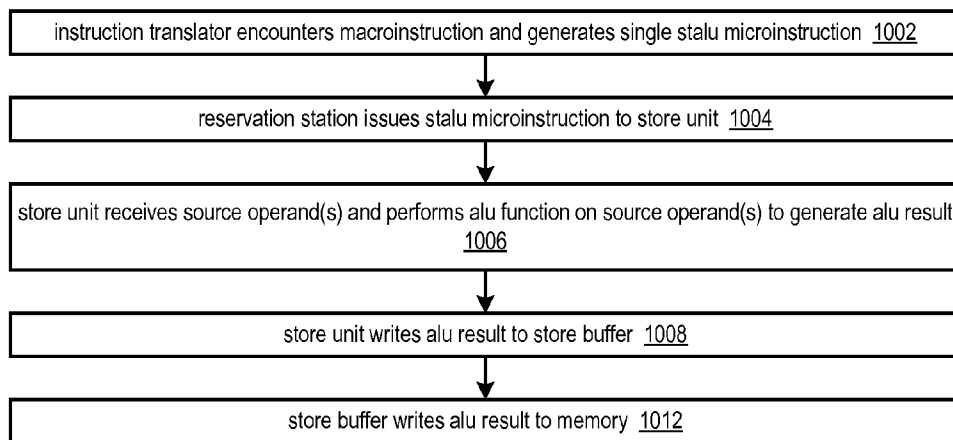 instruction translator encounters macroinstruction and generates single stalu microinstruction 1002
reservation station issues stalu microinstruction to store unit 1004
store unit receives source operand(s) and performs alu function on source operand(s) to generate alu result
1006
store unit writes alu result to store buffer 1008
store buffer writes alu result to memory 1012